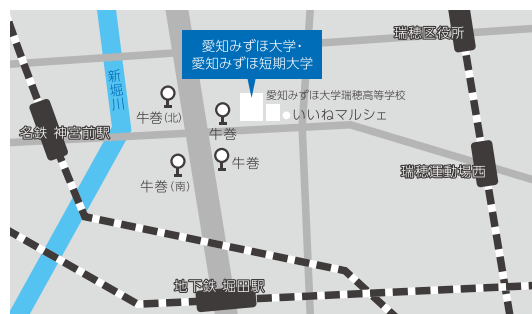 瑞穂区役所
愛知みずほ大学・
愛知みずほ短期大学
新堀川
愛知みずほ大学瑞穂高等学校
いいねマルシェ
牛巻(北)
牛巻
名鉄 神宮前駅
牛巻
牛巻(南)
瑞穂運動場西
地下鉄 堀田駅